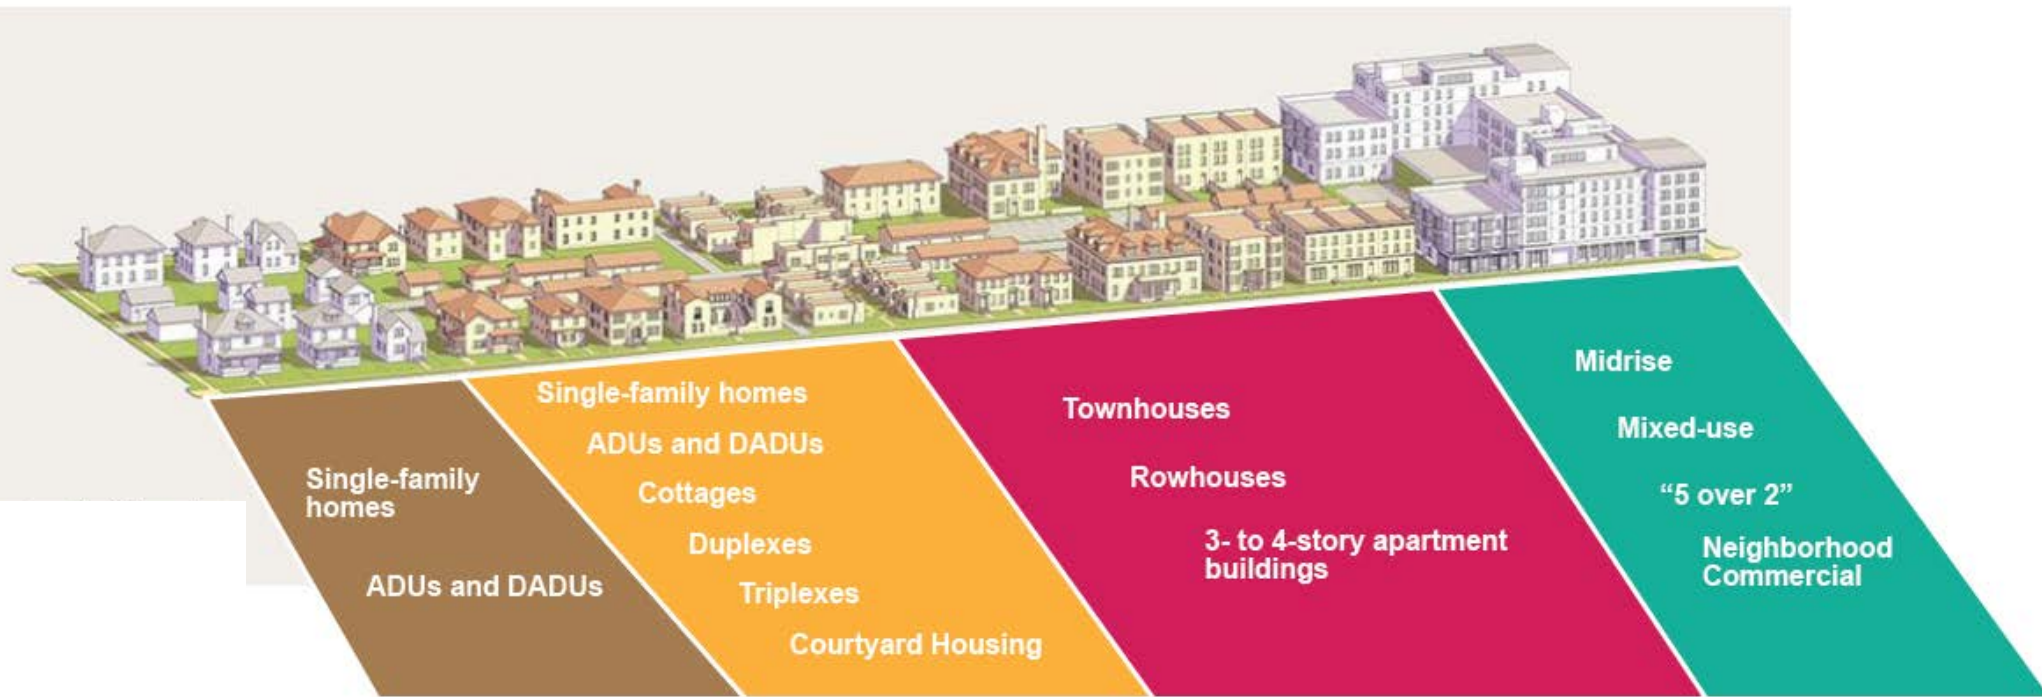 Single-family
homes
ADUs and DADUs
Single-family homes
ADUs and DADUs
Cottages
Duplexes
Triplexes
Courtyard Housing
Townhouses
Rowhouses
3- to 4-story apartment
buildings
Midrise
Mixed-use
“5 over 2”
Neighborhood
Commercial